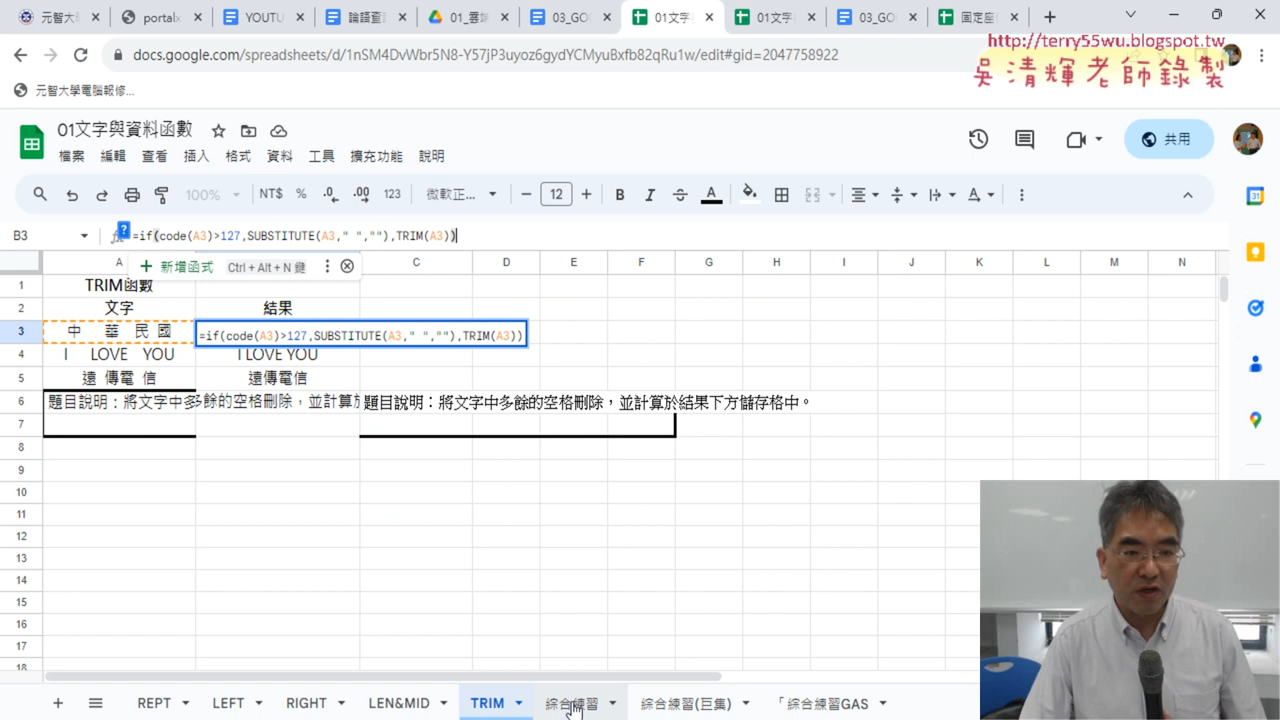 元智大
portalx
YOUTU
論語查
01_雲端
03_GO
01文字
01文字
03_GO
固定座
docs.google.com/spreadsheets/d/1nSM4DvWbr5N8-Y57jP3uvoz6gydYCMyuBxfb82qRu1w/edit#gid=2047758922
http://terry55wu.blogspot.tw
吳清輝老師錄製
元智大學電腦報修...
01文字與資料函數
檔案 編輯 查看 插入 格式 資料 工具 擴充功能 說明
共用
100% NT$ % .0 .00 123 微軟正... 12 B I S A
B3 fx =if(code(A3)>127,SUBSTITUTE(A3," ",""),TRIM(A3))
新增函式 Ctrl + Alt + N 鍵
A C D E F G H I J K L M N
1 TRIM函數
2 文字 結果
3 中 華 民 國 =if(code(A3)>127,SUBSTITUTE(A3," ",""),TRIM(A3))
4 I LOVE YOU I LOVE YOU
5 遠 傳電 信 遠傳電信
6 題目說明：將文字中多餘的空格刪除，並計算於 題目說明：將文字中多餘的空格刪除，並計算於結果下方儲存格中。
7
8
9
10
11
12
13
14
15
16
17
18
REPT LEFT RIGHT LEN&MID TRIM 綜合練習 綜合練習(巨集) 「綜合練習GAS